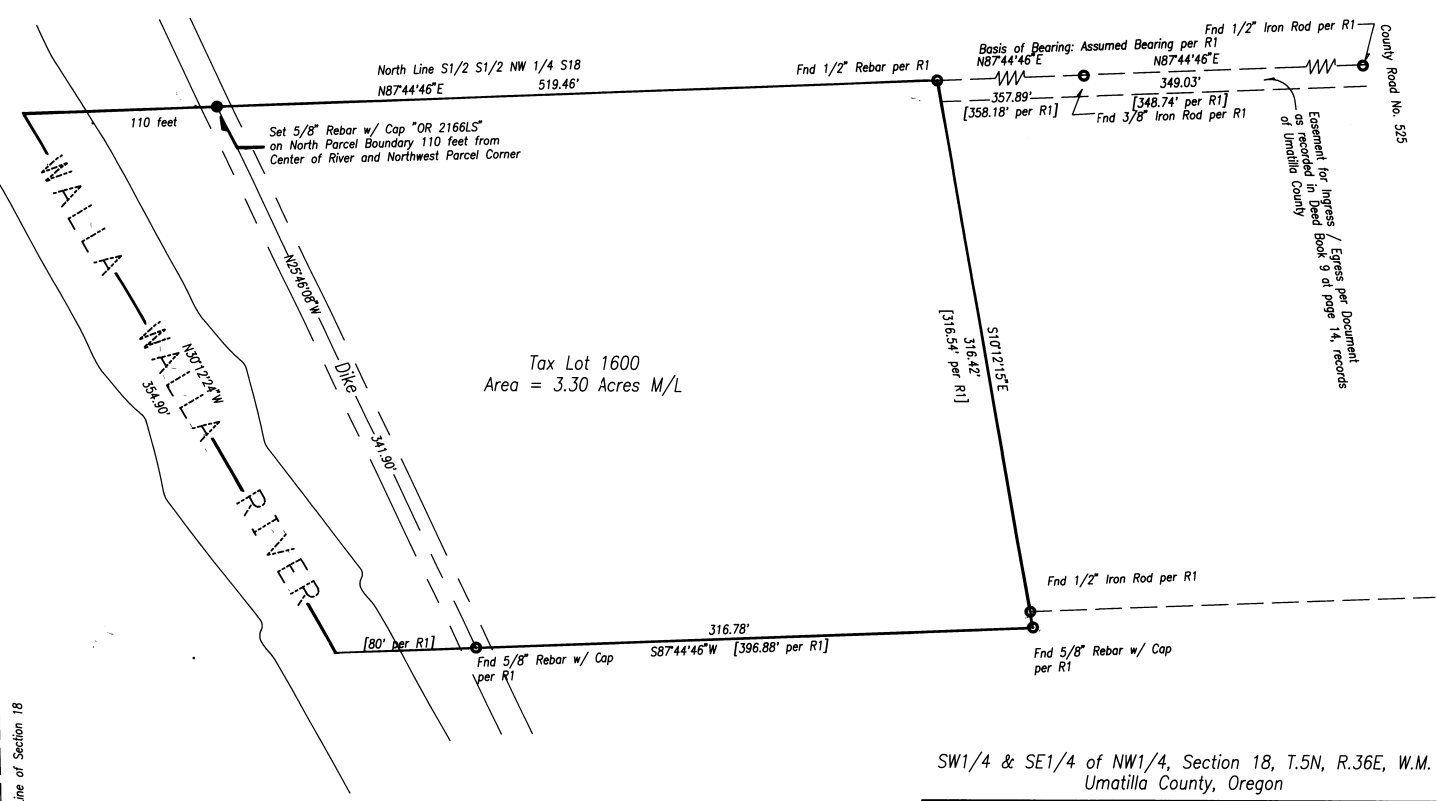 Fnd 1/2" Iron Rod per R1
Basis of Bearing: Assumed Bearing per R1
N87°44'46"E
N87°44'46"E
County Road No. 525
North Line S1/2 S1/2 NW 1/4 S18
N87°44'46"E
519.46'
Fnd 1/2" Rebar per R1
357.89'
[358.18' per R1]
349.03'
[348.74' per R1]
Fnd 3/8" Iron Rod per R1
110 feet
Set 5/8" Rebar w/ Cap "OR 2166LS"
on North Parcel Boundary 110 feet from
Center of River and Northwest Parcel Corner
Easement for Ingress / Egress per Document
as recorded in Deed Book 9 at page 14, records
of Umatilla County
WALLA WALLA RIVER
N30°12'24"W
354.90'
N25°46'08"W
Dike
341.90'
Tax Lot 1600
Area = 3.30 Acres M/L
S10°12'15"E
316.42'
[316.54' per R1]
Fnd 1/2" Iron Rod per R1
[80' per R1]
316.78'
S87°44'46"W [396.88' per R1]
Fnd 5/8" Rebar w/ Cap
per R1
Fnd 5/8" Rebar w/ Cap
per R1
ine of Section 18
SW1/4 & SE1/4 of NW1/4, Section 18, T.5N, R.36E, W.M.
Umatilla County, Oregon